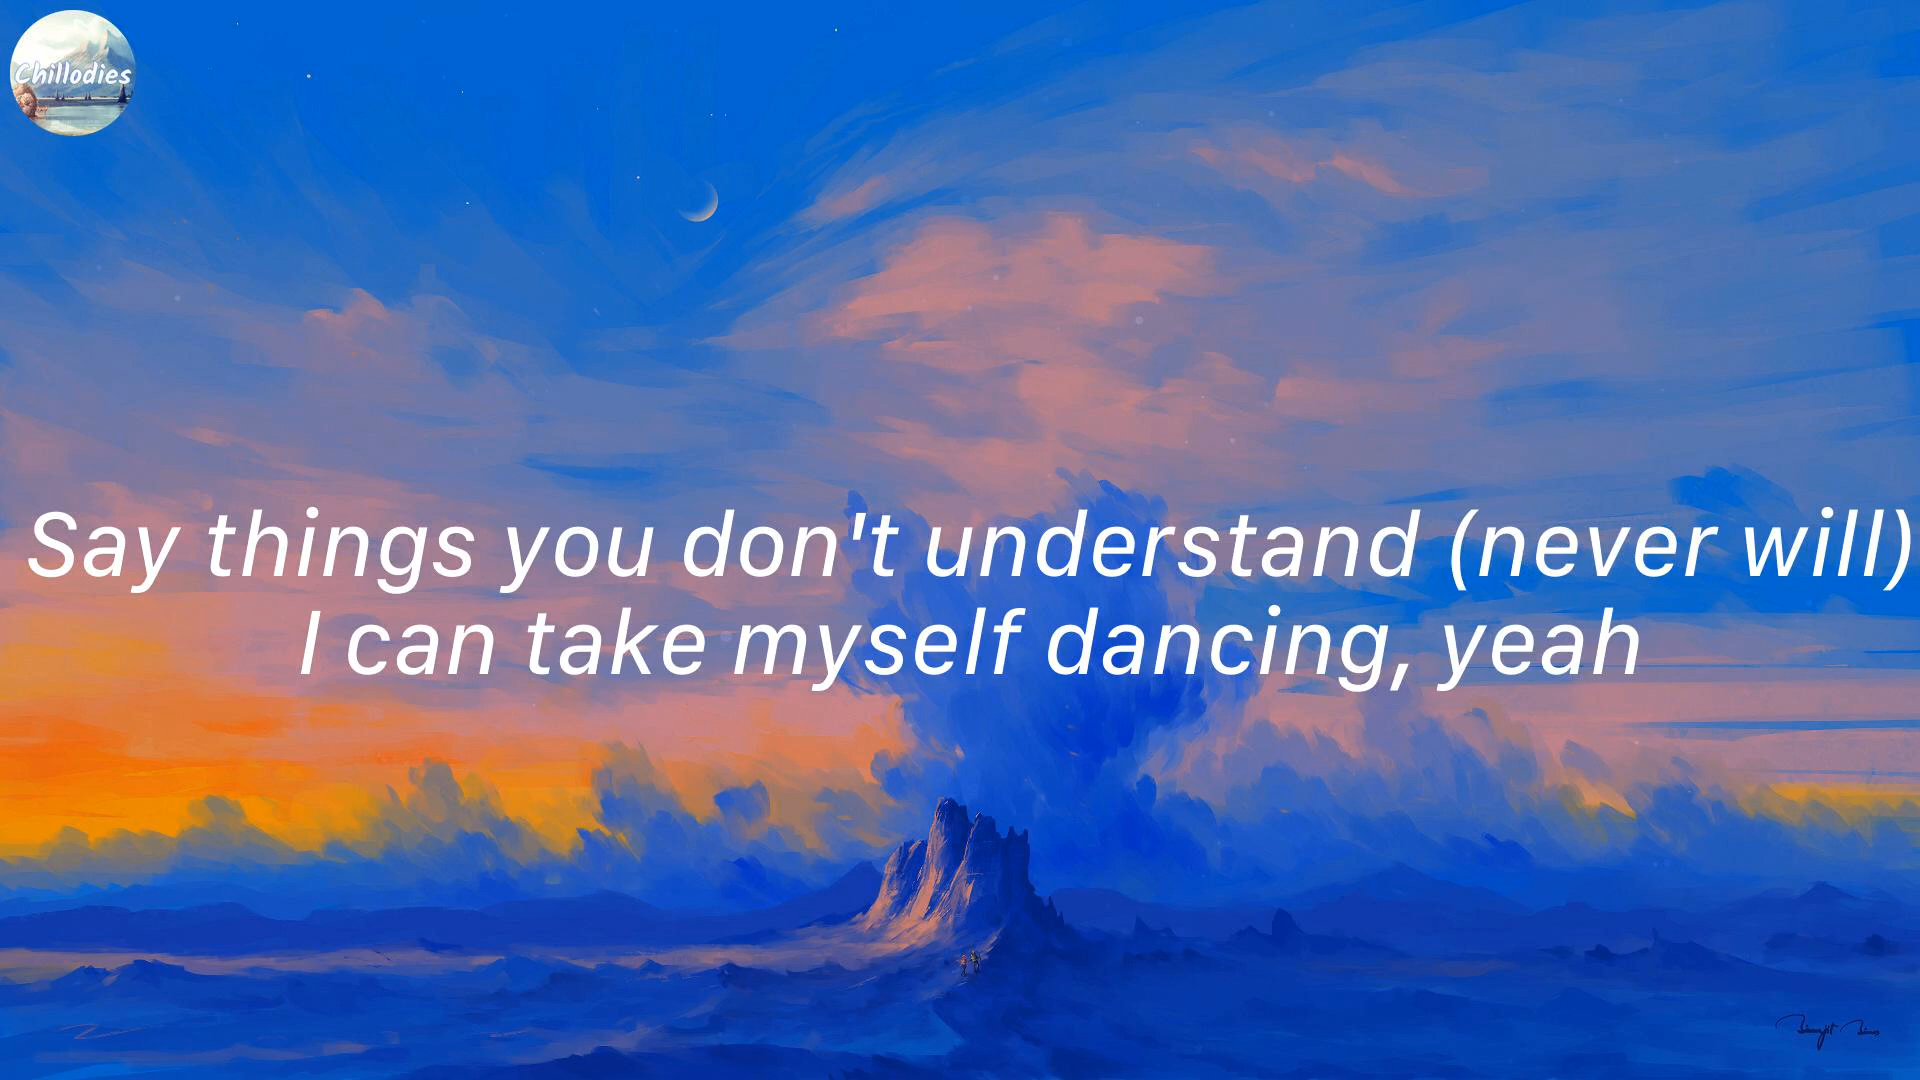 Chillodies
Say things you don't understand (never will)
I can take myself dancing, yeah